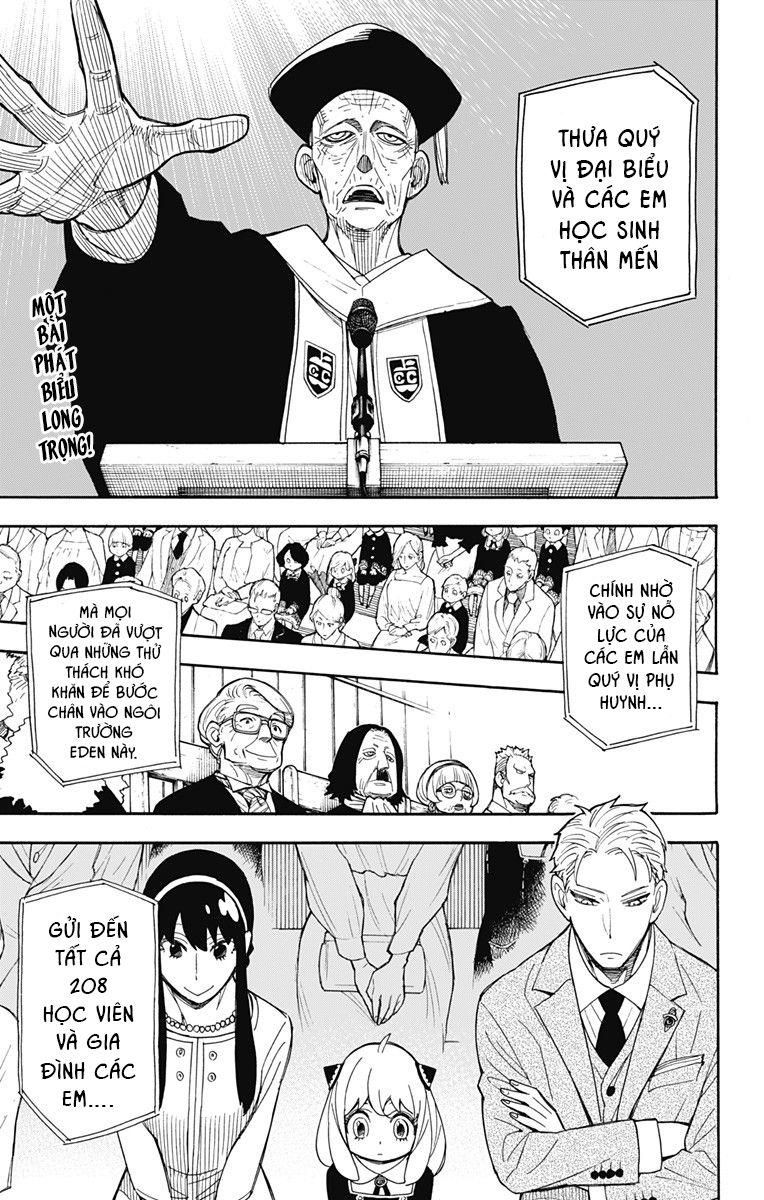 THƯA QUÝ
VỊ ĐẠI BIỂU
VÀ CÁC EM
HỌC SINH
THÂN MẾN
MỘT
BÀI
PHÁT
BIỂU
LONG
TRỌNG!
CHÍNH NHỜ
VÀO SỰ NỖ
LỰC CỦA
CÁC EM LẪN
QUÝ VỊ PHỤ
HUYNH...
MÀ MỌI
NGƯỜI ĐÃ VƯỢT
QUA NHỮNG THỬ
THÁCH KHÓ
KHĂN ĐỂ BƯỚC
CHÂN VÀO NGÔI
TRƯỜNG
EDEN NÀY.
GỬI ĐẾN
TẤT CẢ
208
HỌC VIÊN
VÀ GIA
ĐÌNH CÁC
EM....